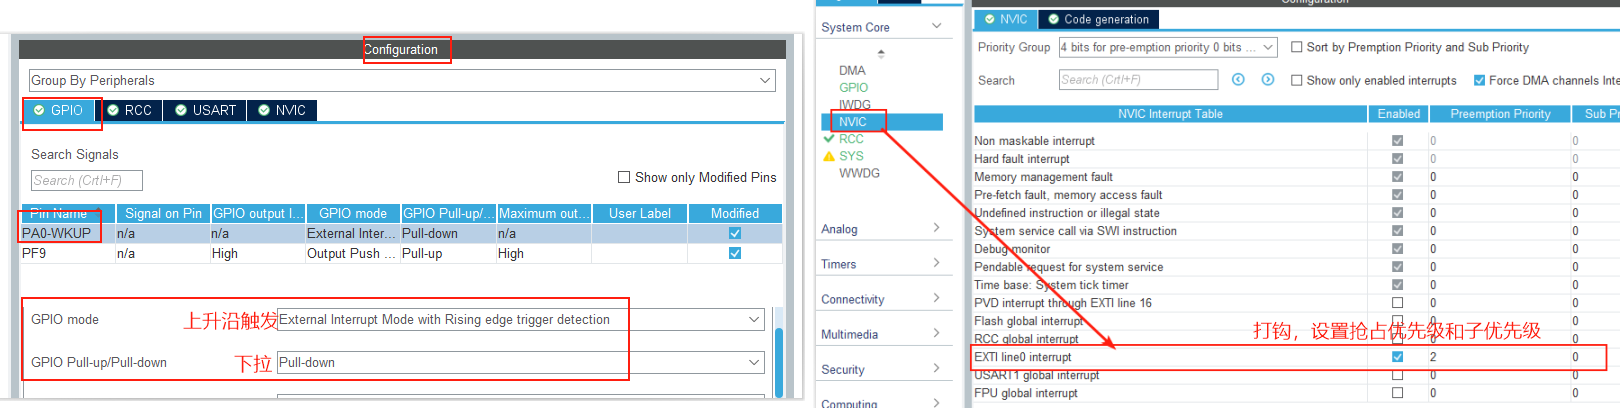 Configuration
Group By Peripherals
GPIO
RCC
USART
NVIC
Search Signals
Search (Crtl+F)
Show only Modified Pins
Pin Name
Signal on Pin
GPIO output l...
GPIO mode
GPIO Pull-up/...
Maximum out...
User Label
Modified
PA0-WKUP
n/a
n/a
External Inter...
Pull-down
n/a
PF9
n/a
High
Output Push ...
Pull-up
High
GPIO mode
上升沿触发
External Interrupt Mode with Rising edge trigger detection
GPIO Pull-up/Pull-down
下拉
Pull-down
System Core
DMA
GPIO
IWDG
NVIC
RCC
SYS
WWDG
Analog
Timers
Connectivity
Multimedia
Security
Computing
Configuration
NVIC
Code generation
Priority Group
4 bits for pre-emption priority 0 bits ...
Sort by Premption Priority and Sub Priority
Search
Search (Crtl+F)
Show only enabled interrupts
Force DMA channels Inte
NVIC Interrupt Table
Enabled
Preemption Priority
Sub Pr
Non maskable interrupt
0
0
Hard fault interrupt
0
0
Memory management fault
0
0
Pre-fetch fault, memory access fault
0
0
Undefined instruction or illegal state
0
0
System service call via SWI instruction
0
0
Debug monitor
0
0
Pendable request for system service
0
0
Time base: System tick timer
0
0
PVD interrupt through EXTI line 16
0
0
Flash global interrupt
0
0
打钩，设置抢占优先级和子优先级
RCC global interrupt
0
0
EXTI line0 interrupt
2
0
USART1 global interrupt
0
0
FPU global interrupt
0
0